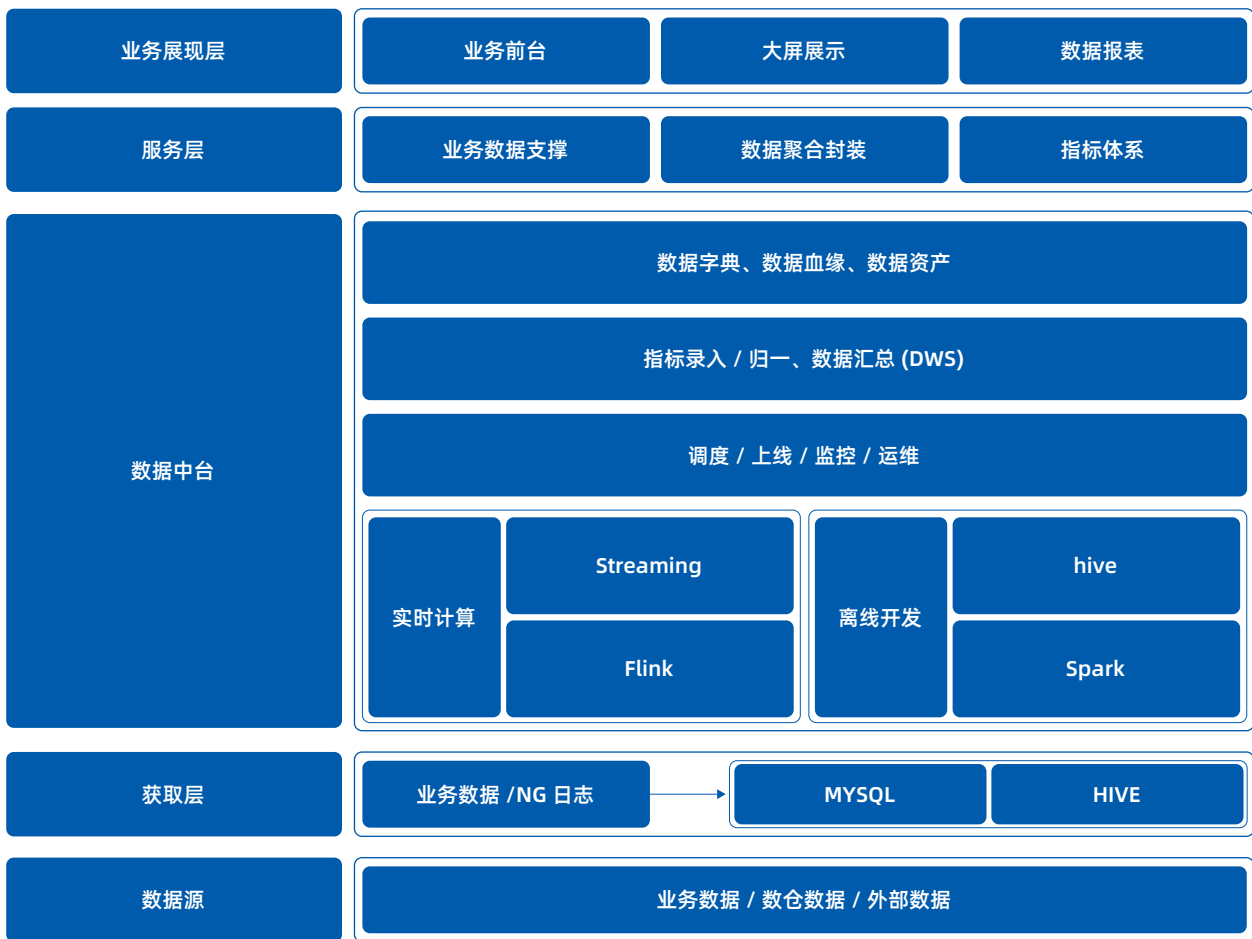 业务展现层
业务前台
大屏展示
数据报表
服务层
业务数据支撑
数据聚合封装
指标体系
数据中台
数据字典、数据血缘、数据资产
指标录入 / 归一、数据汇总 (DWS)
调度 / 上线 / 监控 / 运维
实时计算
Streaming
Flink
离线开发
hive
Spark
获取层
业务数据 /NG 日志
MYSQL
HIVE
数据源
业务数据 / 数仓数据 / 外部数据